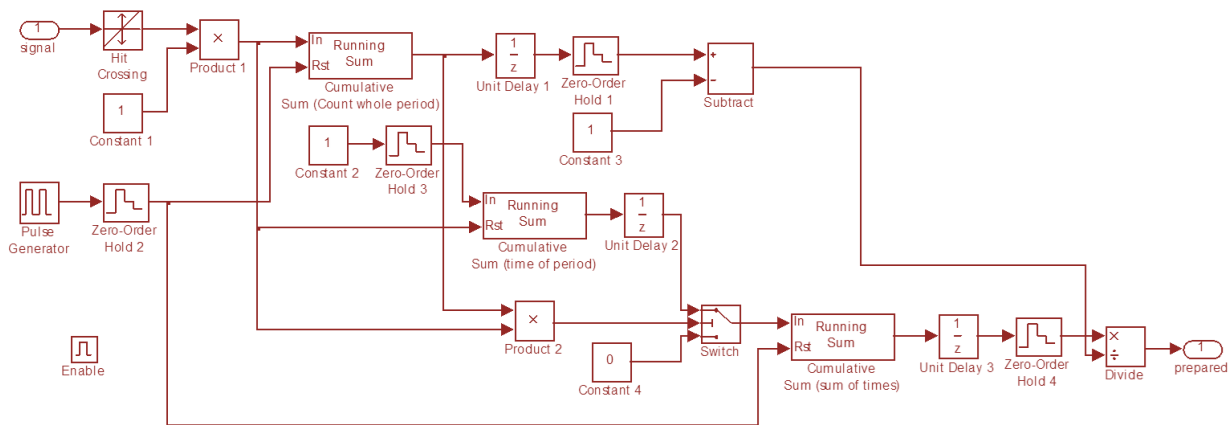 1
signal
Hit
Crossing
×
Product 1
1
Constant 1
In
Rst
Running
Sum
Cumulative
Sum (Count whole period)
1
z
Unit Delay 1
Zero-Order
Hold 1
+
−
Subtract
1
Constant 3
1
Constant 2
Zero-Order
Hold 3
Pulse
Generator
Zero-Order
Hold 2
In
Rst
Running
Sum
Cumulative
Sum (time of period)
1
z
Unit Delay 2
×
Product 2
0
Constant 4
Switch
In
Rst
Running
Sum
Cumulative
Sum (sum of times)
1
z
Unit Delay 3
Zero-Order
Hold 4
×
÷
Divide
1
prepared
Enable